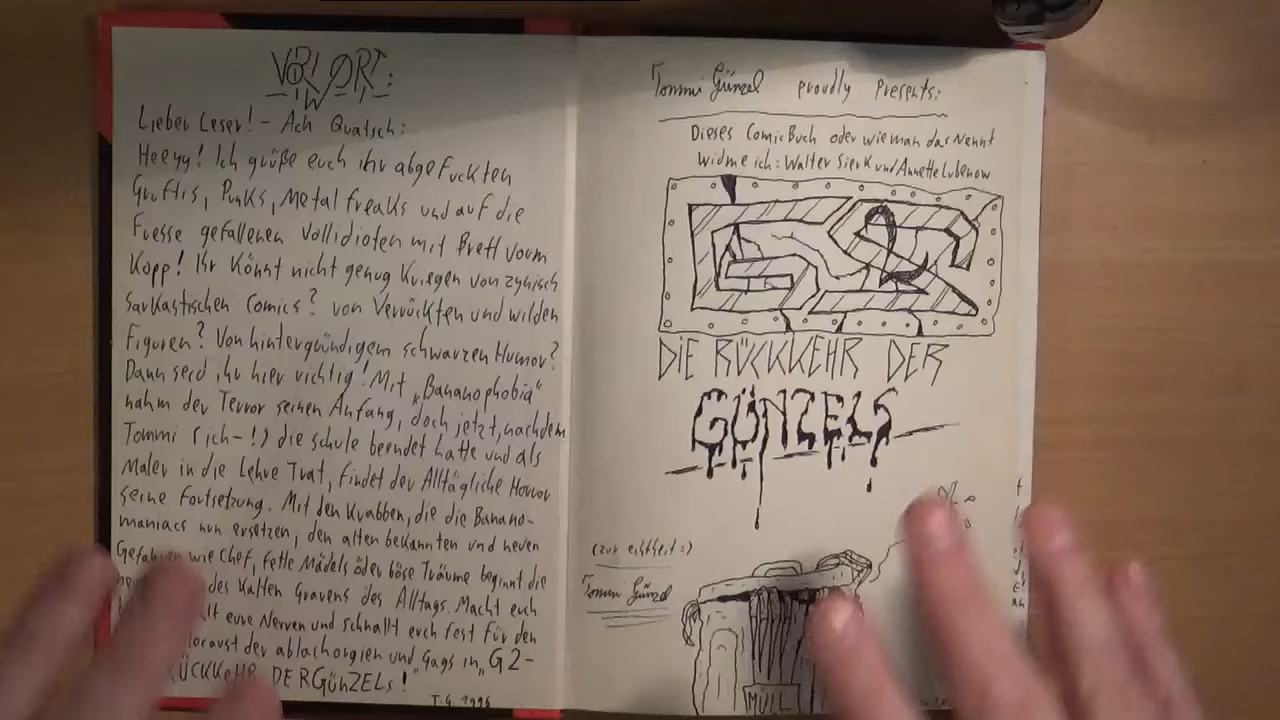 VORWORT:
Lieber Leser! - Ach Quatsch:
Heeyy! Ich grüße euch ihr abgefuckten
Gruftis, Punks, Metalfreaks und auf die
Fuesse gefallenen Vollidioten mit Brett vorm
Kopp! Ihr Könnt nicht genug Kriegen von zynisch
sarkastischen Comics? von Verrückten und wilden
Figuren? Von hintergründigem schwarzen Humor?
Dann seid ihr hier richtig! Mit „Bananophobia"
nahm der Terror seinen Anfang, doch jetzt, nachdem
Tommi (ich-!) die schule beendet hatte und als
Maler in die Lehre Trat, findet der Alltägliche Horror
seine Fortsetzung. Mit den Krabben, die die Banano-
maniacs nun ersetzen, den alten bekannten und neuen
Gefahren wie Chef, fette Mädels oder böse Träume beginnt die
des Kalten Grauens des Alltags. Macht euch
eure Nerven und schnallt euch fest für den
der ablachorgien und Gags in „G2-
RÜCKKEHR DER GÜNZELS!
T.G 1996
Tommi Günzel proudly Presents:
Dieses ComicBuch oder wie man das Nennt
widme ich: Walter Sierk und Annette Lubenow
G2
DIE RÜCKKEHR DER
GÜNZELS
(zur echtheit:)
Tommi Günzel
MÜLL